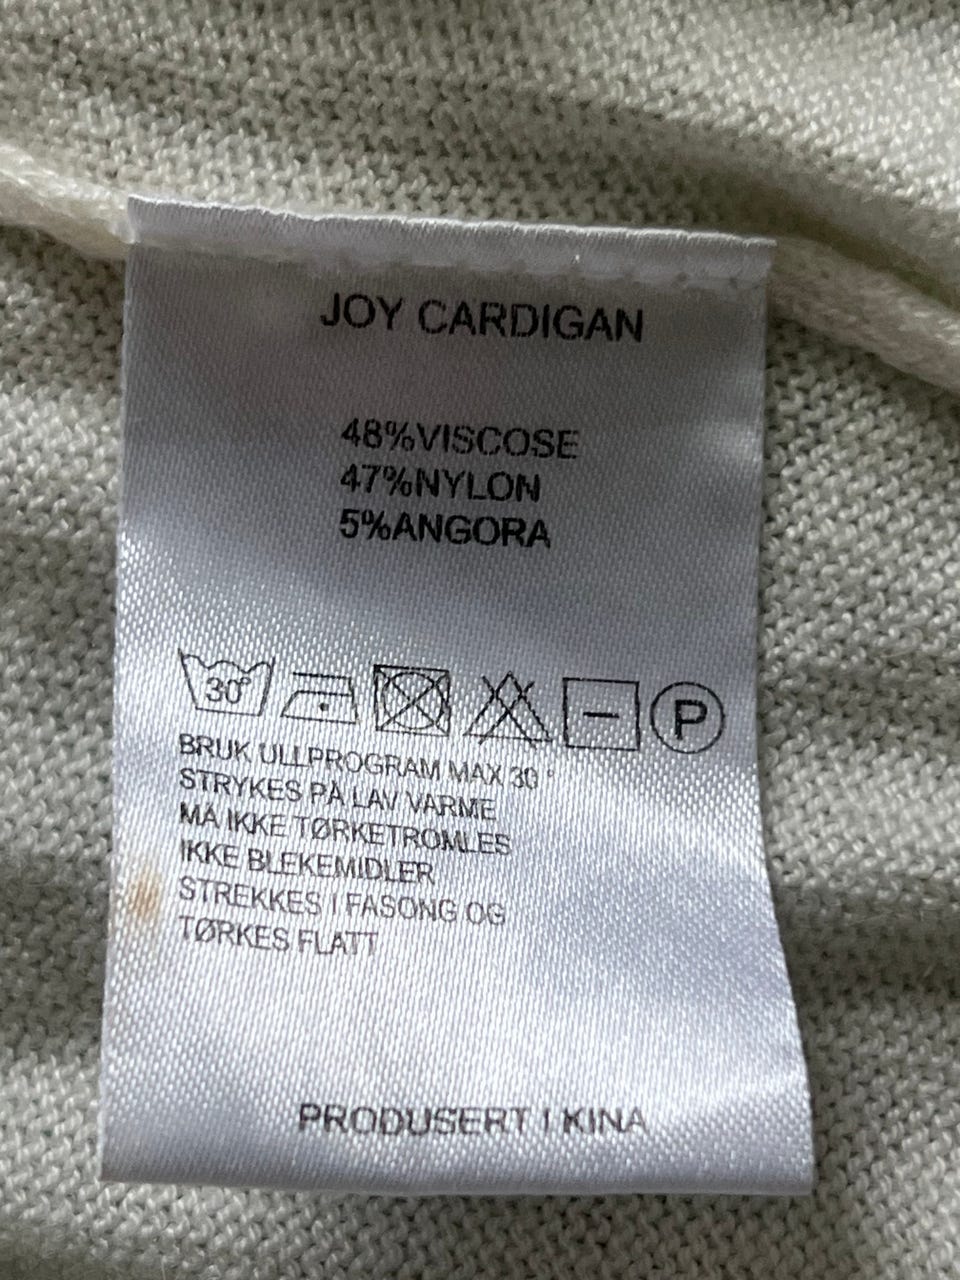 JOY CARDIGAN
48%VISCOSE
47%NYLON
5%ANGORA
30°
P
BRUK ULLPROGRAM MAX 30 °
STRYKES PÅ LAV VARME
MÅ IKKE TØRKETROMLES
IKKE BLEKEMIDLER
STREKKES I FASONG OG
TØRKES FLATT
PRODUSERT I KINA